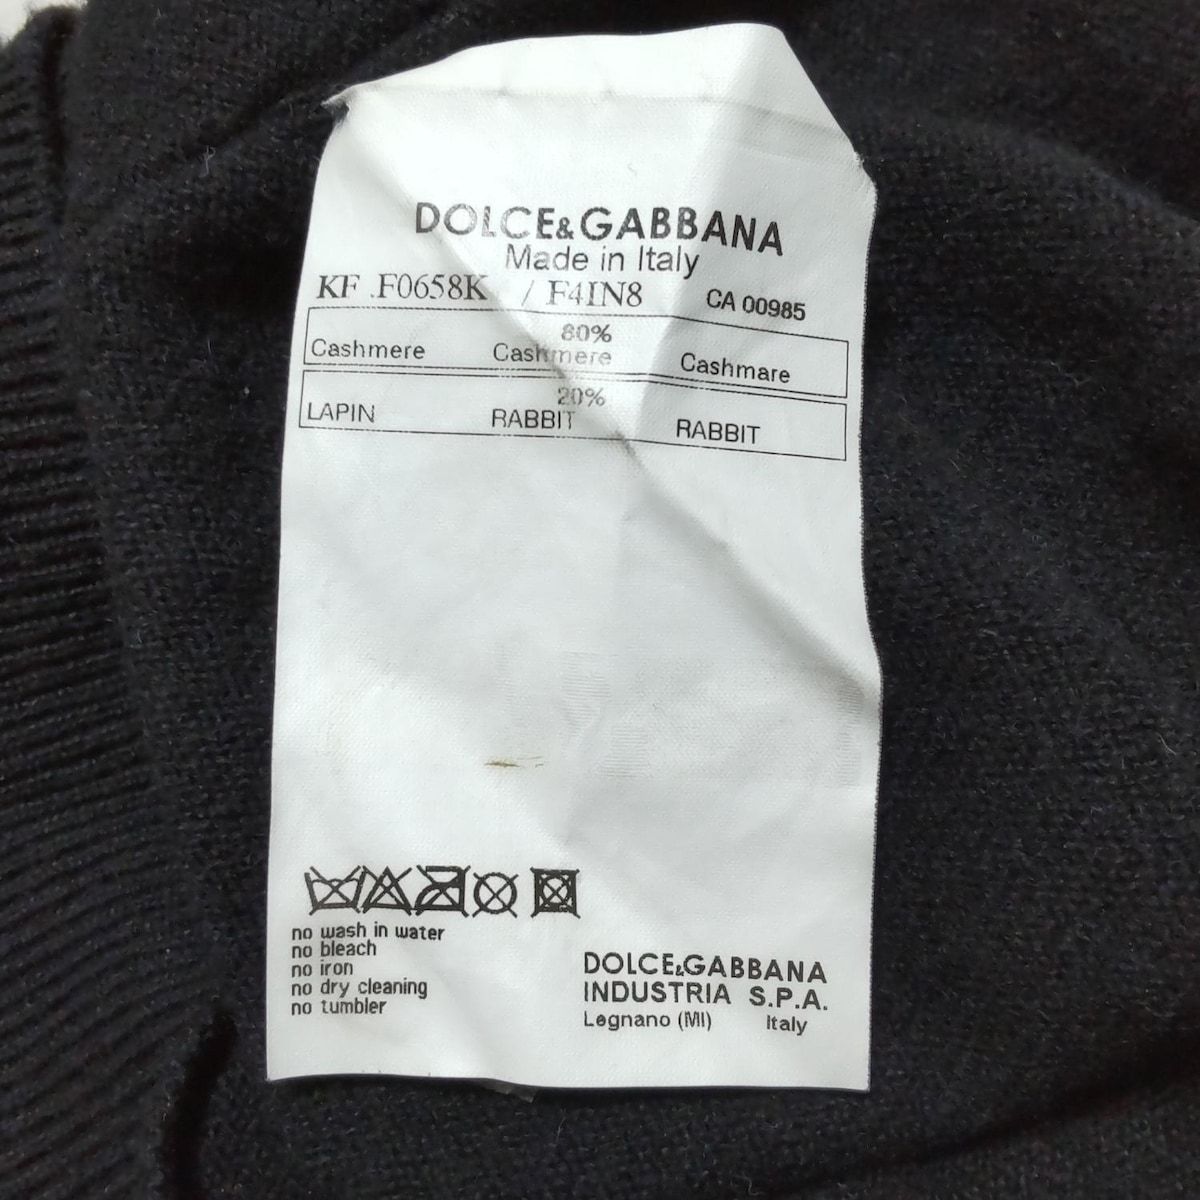 DOLCE&GABBANA
Made in Italy
KF .F0658K / F4IN8 CA 00985
80%
Cashmere Cashmere Cashmare
20%
LAPIN RABBIT RABBIT
no wash in water
no bleach
no iron
no dry cleaning
no tumbler
DOLCE&GABBANA
INDUSTRIA S.P.A.
Legnano (MI) Italy